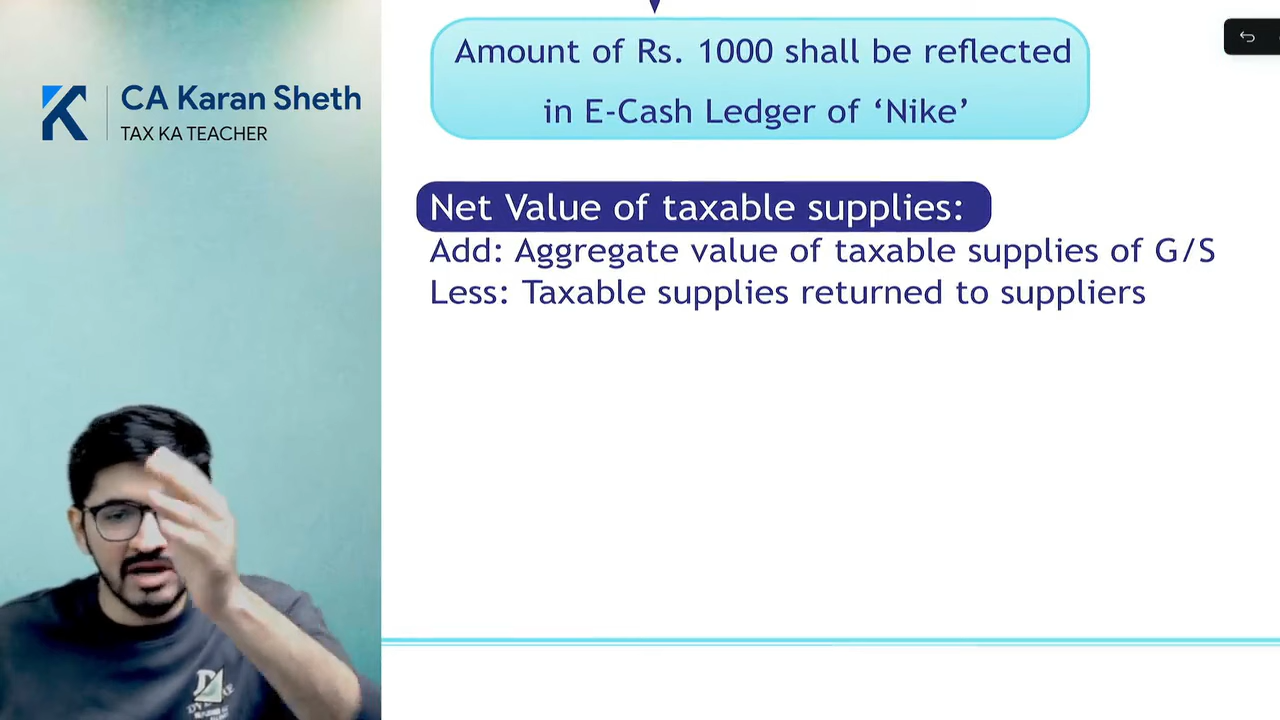 CA Karan Sheth
TAX KA TEACHER
Amount of Rs. 1000 shall be reflected
in E-Cash Ledger of ‘Nike’
Net Value of taxable supplies:
Add: Aggregate value of taxable supplies of G/S
Less: Taxable supplies returned to suppliers